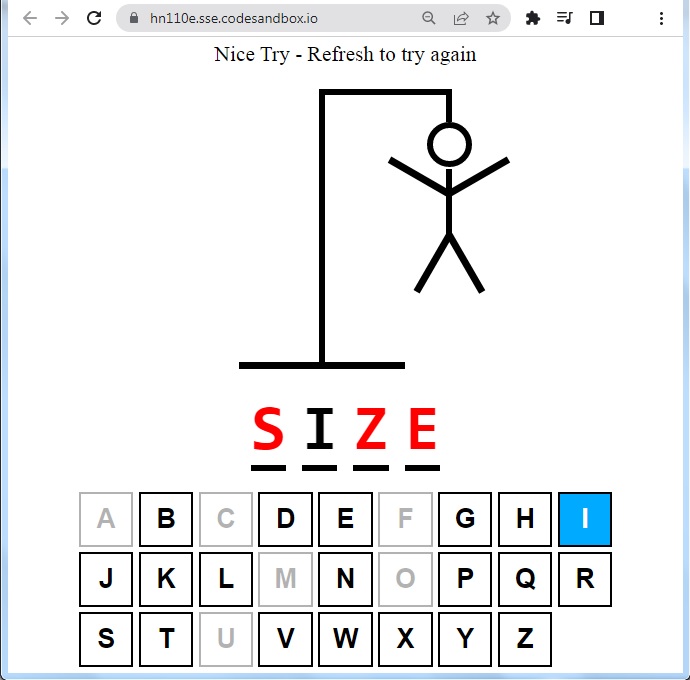 hn110e.sse.codesandbox.io
Nice Try - Refresh to try again
S I Z E
A B C D E F G H I
J K L M N O P Q R
S T U V W X Y Z